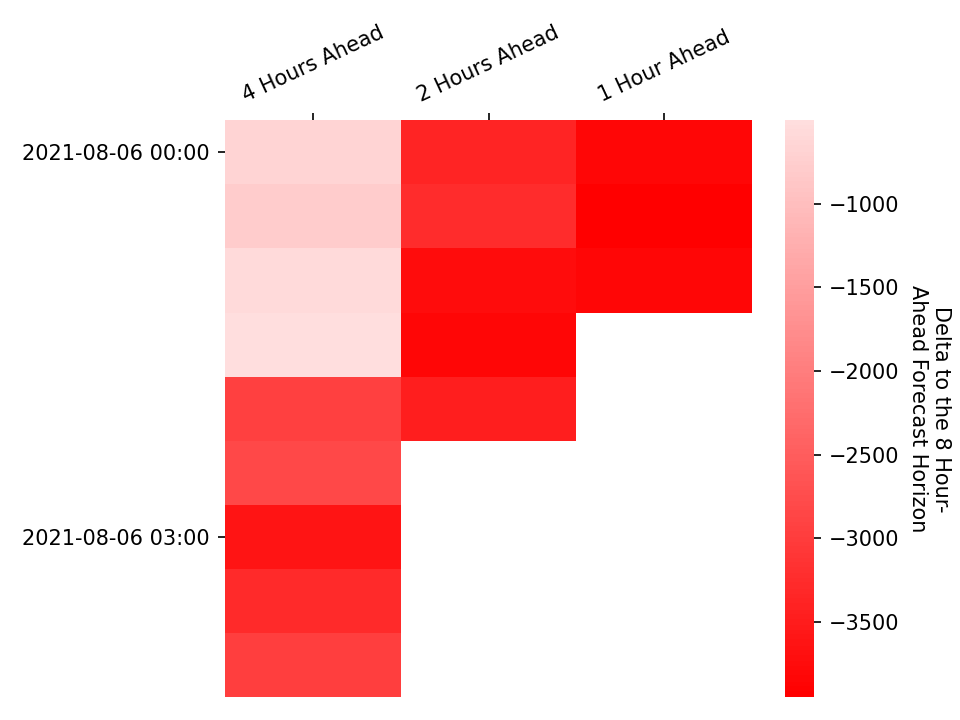 4 Hours Ahead
2 Hours Ahead
1 Hour Ahead
2021-08-06 00:00
2021-08-06 03:00
−1000
−1500
−2000
−2500
−3000
−3500
Delta to the 8 Hour-
Ahead Forecast Horizon